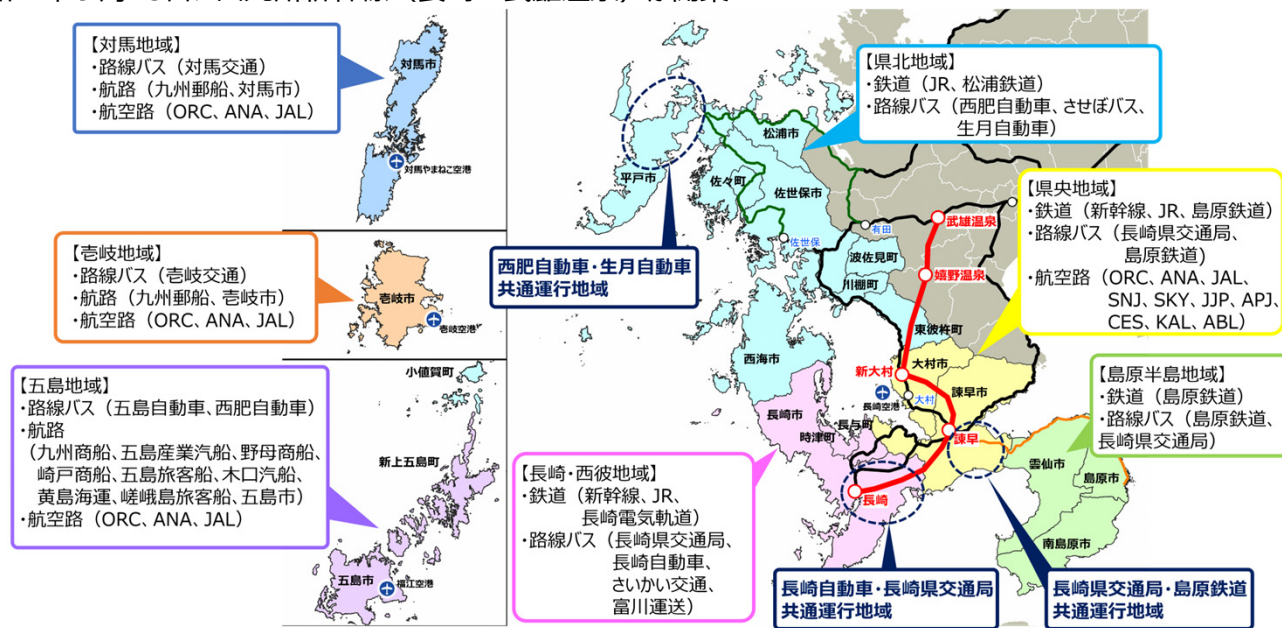 【対馬地域】
・路線バス（対馬交通）
・航路（九州郵船、対馬市）
・航空路（ORC、ANA、JAL）
対馬市
対馬やまねこ空港
【壱岐地域】
・路線バス（壱岐交通）
・航路（九州郵船、壱岐市）
・航空路（ORC、ANA、JAL）
壱岐市
壱岐空港
【五島地域】
・路線バス（五島自動車、西肥自動車）
・航路
（九州商船、五島産業汽船、野母商船、
崎戸商船、五島旅客船、木口汽船、
黄島海運、嵯峨島旅客船、五島市）
・航空路（ORC、ANA、JAL）
小値賀町
新上五島町
五島市
福江空港
【県北地域】
・鉄道（JR、松浦鉄道）
・路線バス（西肥自動車、させぼバス、
生月自動車）
松浦市
平戸市
佐々町
佐世保市
佐世保
有田
武雄温泉
波佐見町
嬉野温泉
川棚町
東彼杵町
西海市
西肥自動車・生月自動車
共通運行地域
【県央地域】
・鉄道（新幹線、JR、島原鉄道）
・路線バス（長崎県交通局、
島原鉄道）
・航空路（ORC、ANA、JAL、
SNJ、SKY、JJP、APJ、
CES、KAL、ABL）
新大村
大村市
大村
長崎空港
諫早市
諫早
長崎市
時津町
長与町
長崎
【島原半島地域】
・鉄道（島原鉄道）
・路線バス（島原鉄道、
長崎県交通局）
雲仙市
島原市
南島原市
【長崎・西彼地域】
・鉄道（新幹線、JR、
長崎電気軌道）
・路線バス（長崎県交通局、
長崎自動車、
さいかい交通、
富川運送）
長崎自動車・長崎県交通局
共通運行地域
長崎県交通局・島原鉄道
共通運行地域